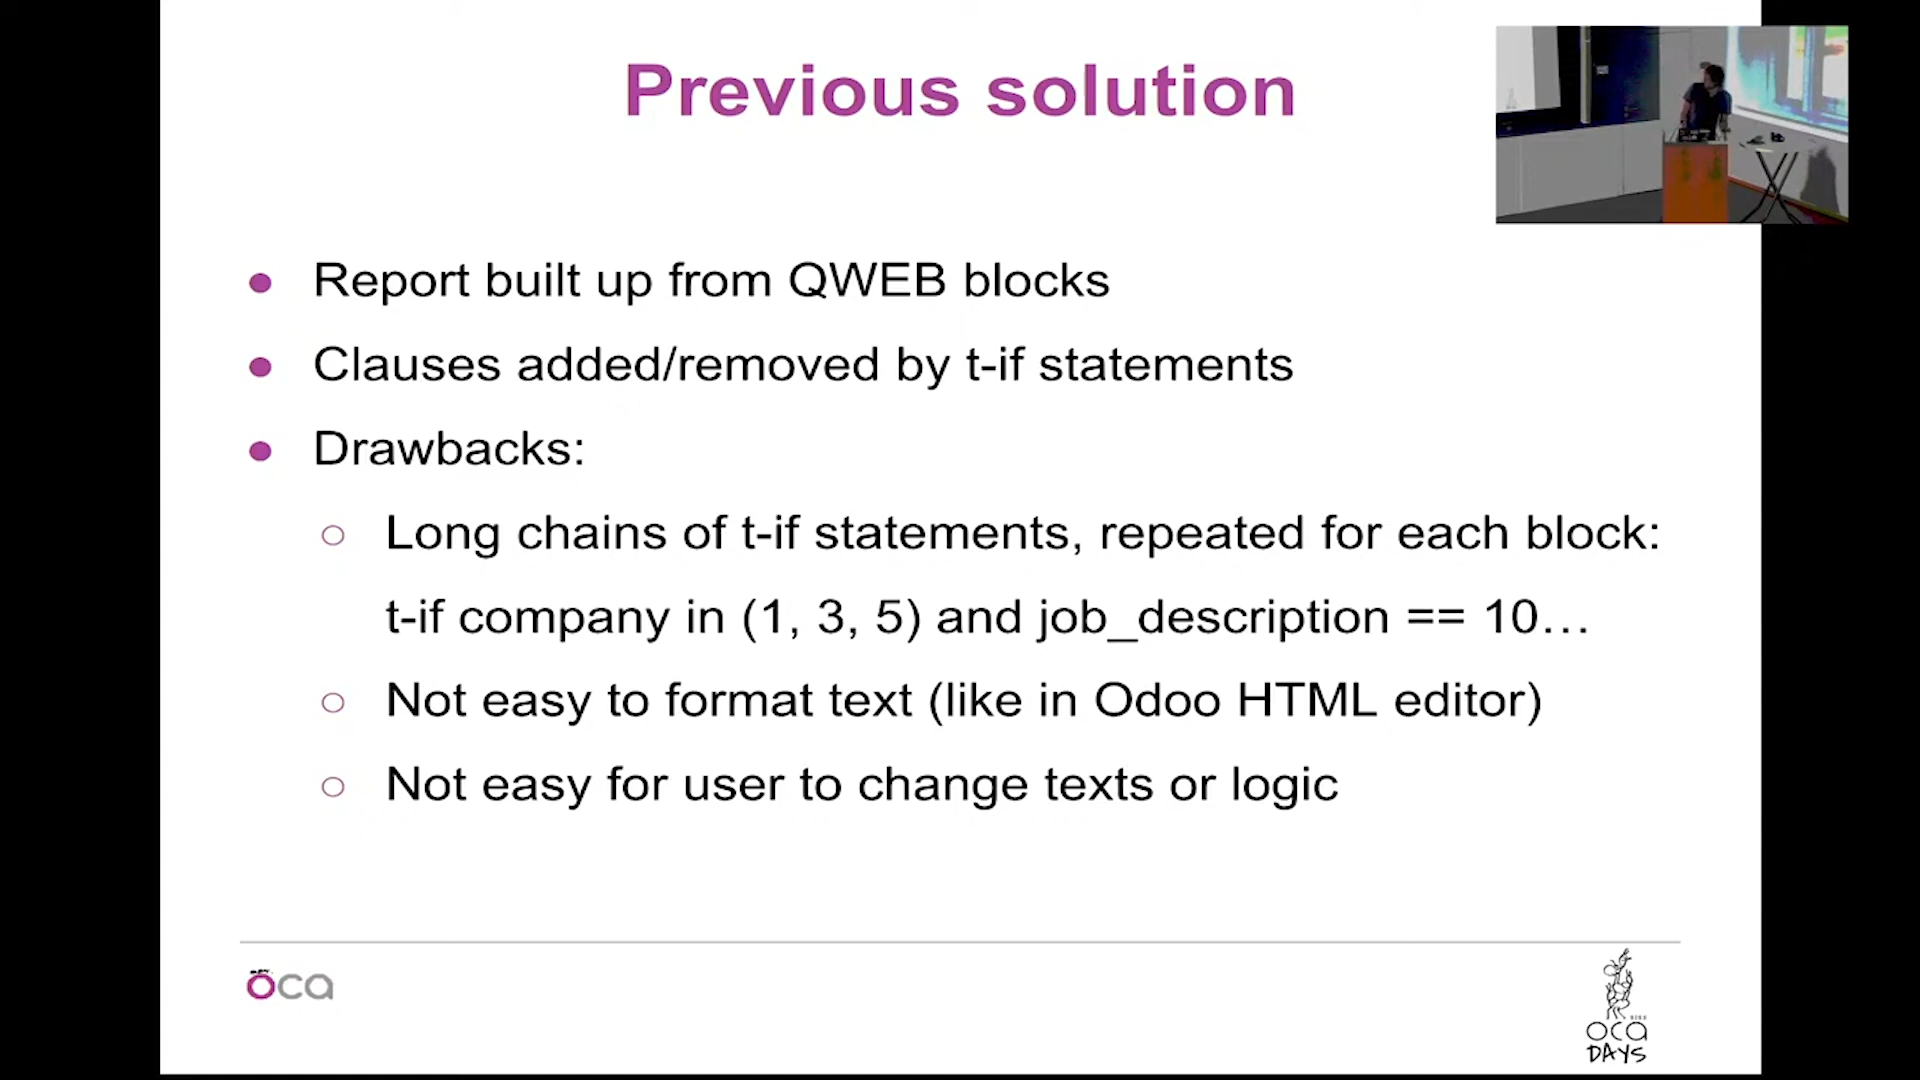 Previous solution
Report built up from QWEB blocks
Clauses added/removed by t-if statements
Drawbacks:
Long chains of t-if statements, repeated for each block:
t-if company in (1, 3, 5) and job_description == 10…
Not easy to format text (like in Odoo HTML editor)
Not easy for user to change texts or logic
oca
oca
DAYS